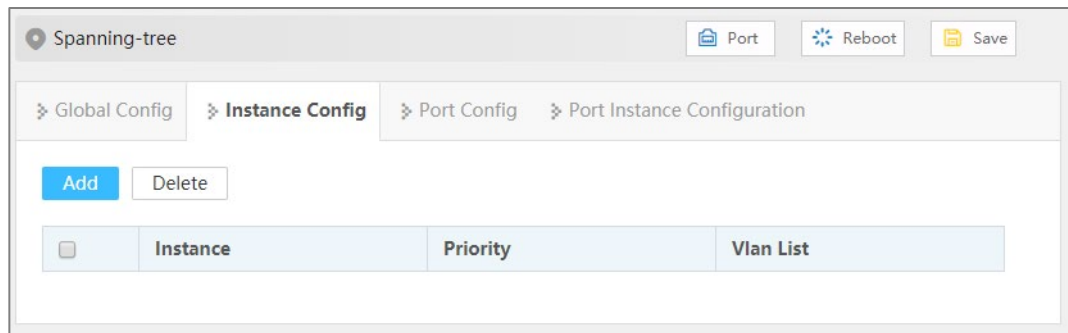 Spanning-tree Port Reboot Save
Global Config Instance Config Port Config Port Instance Configuration
Add Delete
Instance Priority Vlan List